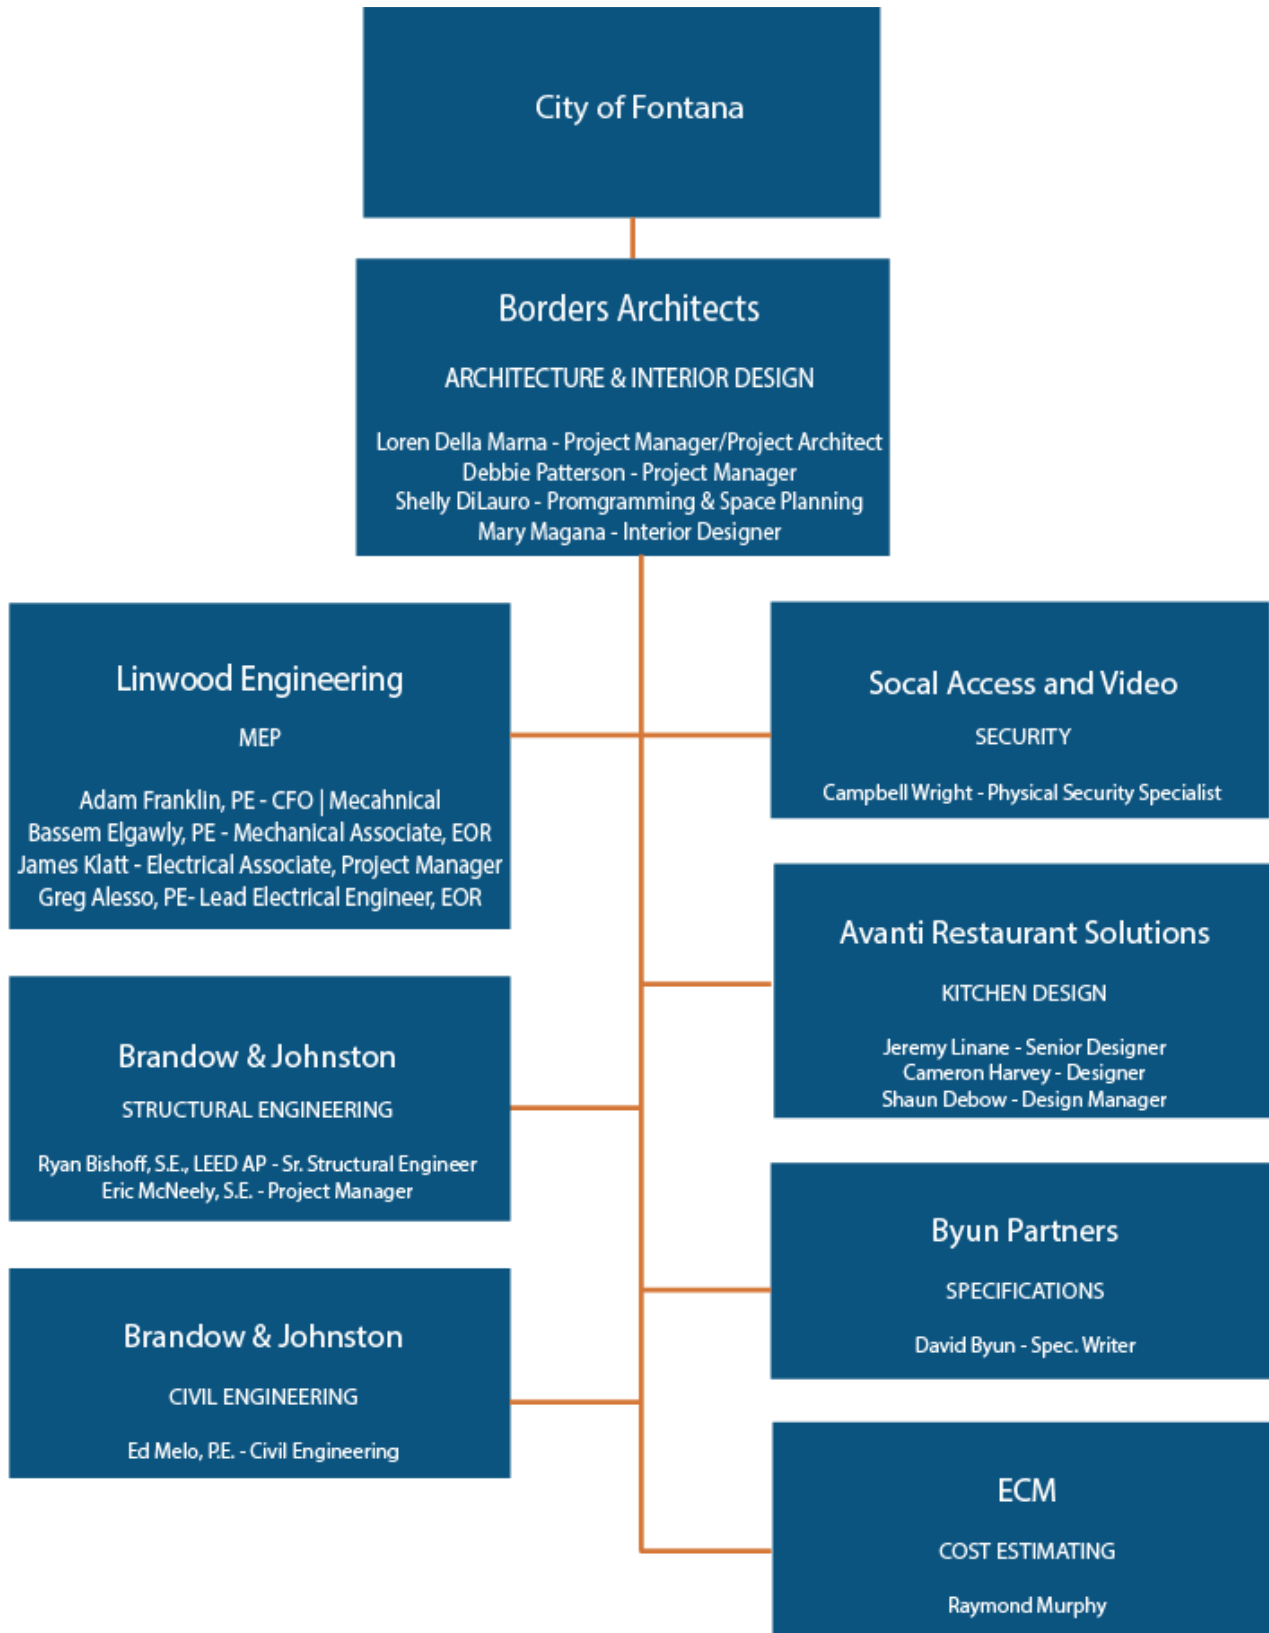 City of Fontana
Borders Architects
ARCHITECTURE & INTERIOR DESIGN
Loren Della Marna - Project Manager/Project Architect
Debbie Patterson - Project Manager
Shelly DiLauro - Promgramming & Space Planning
Mary Magana - Interior Designer
Linwood Engineering
MEP
Adam Franklin, PE - CFO | Mecahnical
Bassem Elgawly, PE - Mechanical Associate, EOR
James Klatt - Electrical Associate, Project Manager
Greg Alesso, PE- Lead Electrical Engineer, EOR
Socal Access and Video
SECURITY
Campbell Wright - Physical Security Specialist
Avanti Restaurant Solutions
KITCHEN DESIGN
Jeremy Linane - Senior Designer
Cameron Harvey - Designer
Shaun Debow - Design Manager
Brandow & Johnston
STRUCTURAL ENGINEERING
Ryan Bishoff, S.E., LEED AP - Sr. Structural Engineer
Eric McNeely, S.E. - Project Manager
Byun Partners
SPECIFICATIONS
David Byun - Spec. Writer
Brandow & Johnston
CIVIL ENGINEERING
Ed Melo, P.E. - Civil Engineering
ECM
COST ESTIMATING
Raymond Murphy